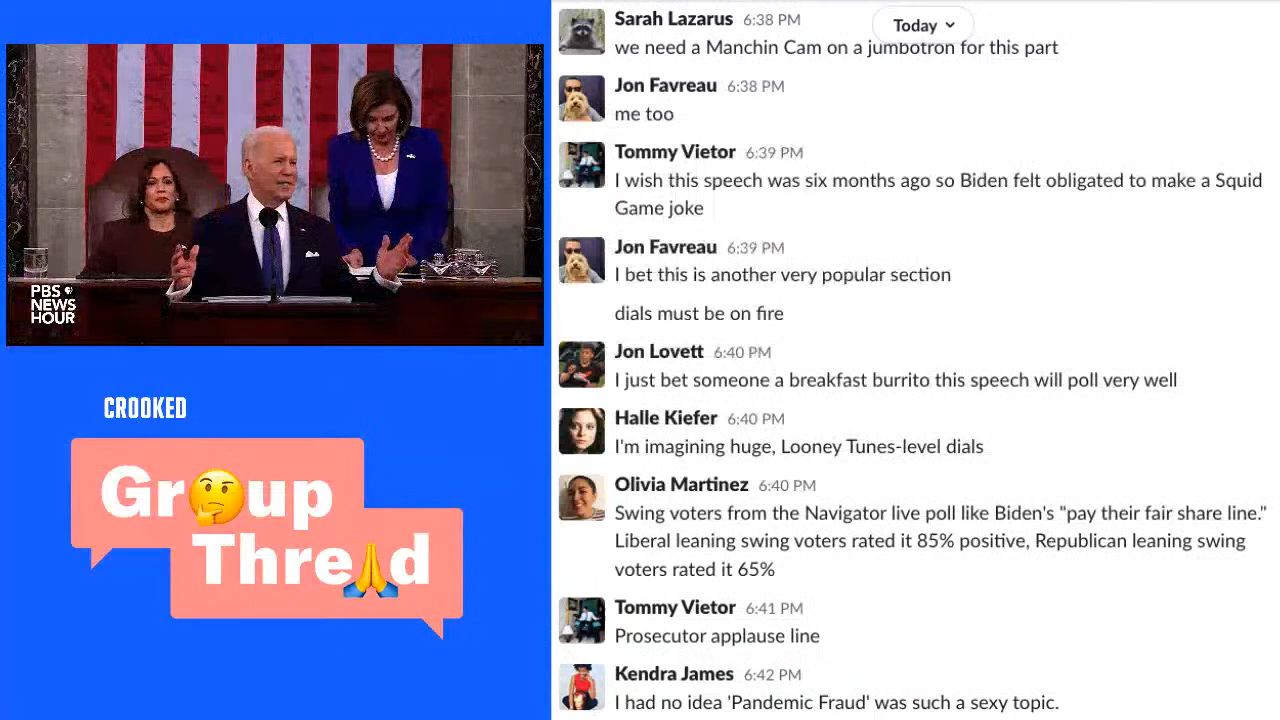 PBS
NEWS
HOUR
CROOKED
Gr🤔up
Thre🙏d
Today
Sarah Lazarus 6:38 PM
we need a Manchin Cam on a jumbotron for this part
Jon Favreau 6:38 PM
me too
Tommy Vietor 6:39 PM
I wish this speech was six months ago so Biden felt obligated to make a Squid
Game joke
Jon Favreau 6:39 PM
I bet this is another very popular section
dials must be on fire
Jon Lovett 6:40 PM
I just bet someone a breakfast burrito this speech will poll very well
Halle Kiefer 6:40 PM
I'm imagining huge, Looney Tunes-level dials
Olivia Martinez 6:40 PM
Swing voters from the Navigator live poll like Biden's "pay their fair share line."
Liberal leaning swing voters rated it 85% positive, Republican leaning swing
voters rated it 65%
Tommy Vietor 6:41 PM
Prosecutor applause line
Kendra James 6:42 PM
I had no idea 'Pandemic Fraud' was such a sexy topic.